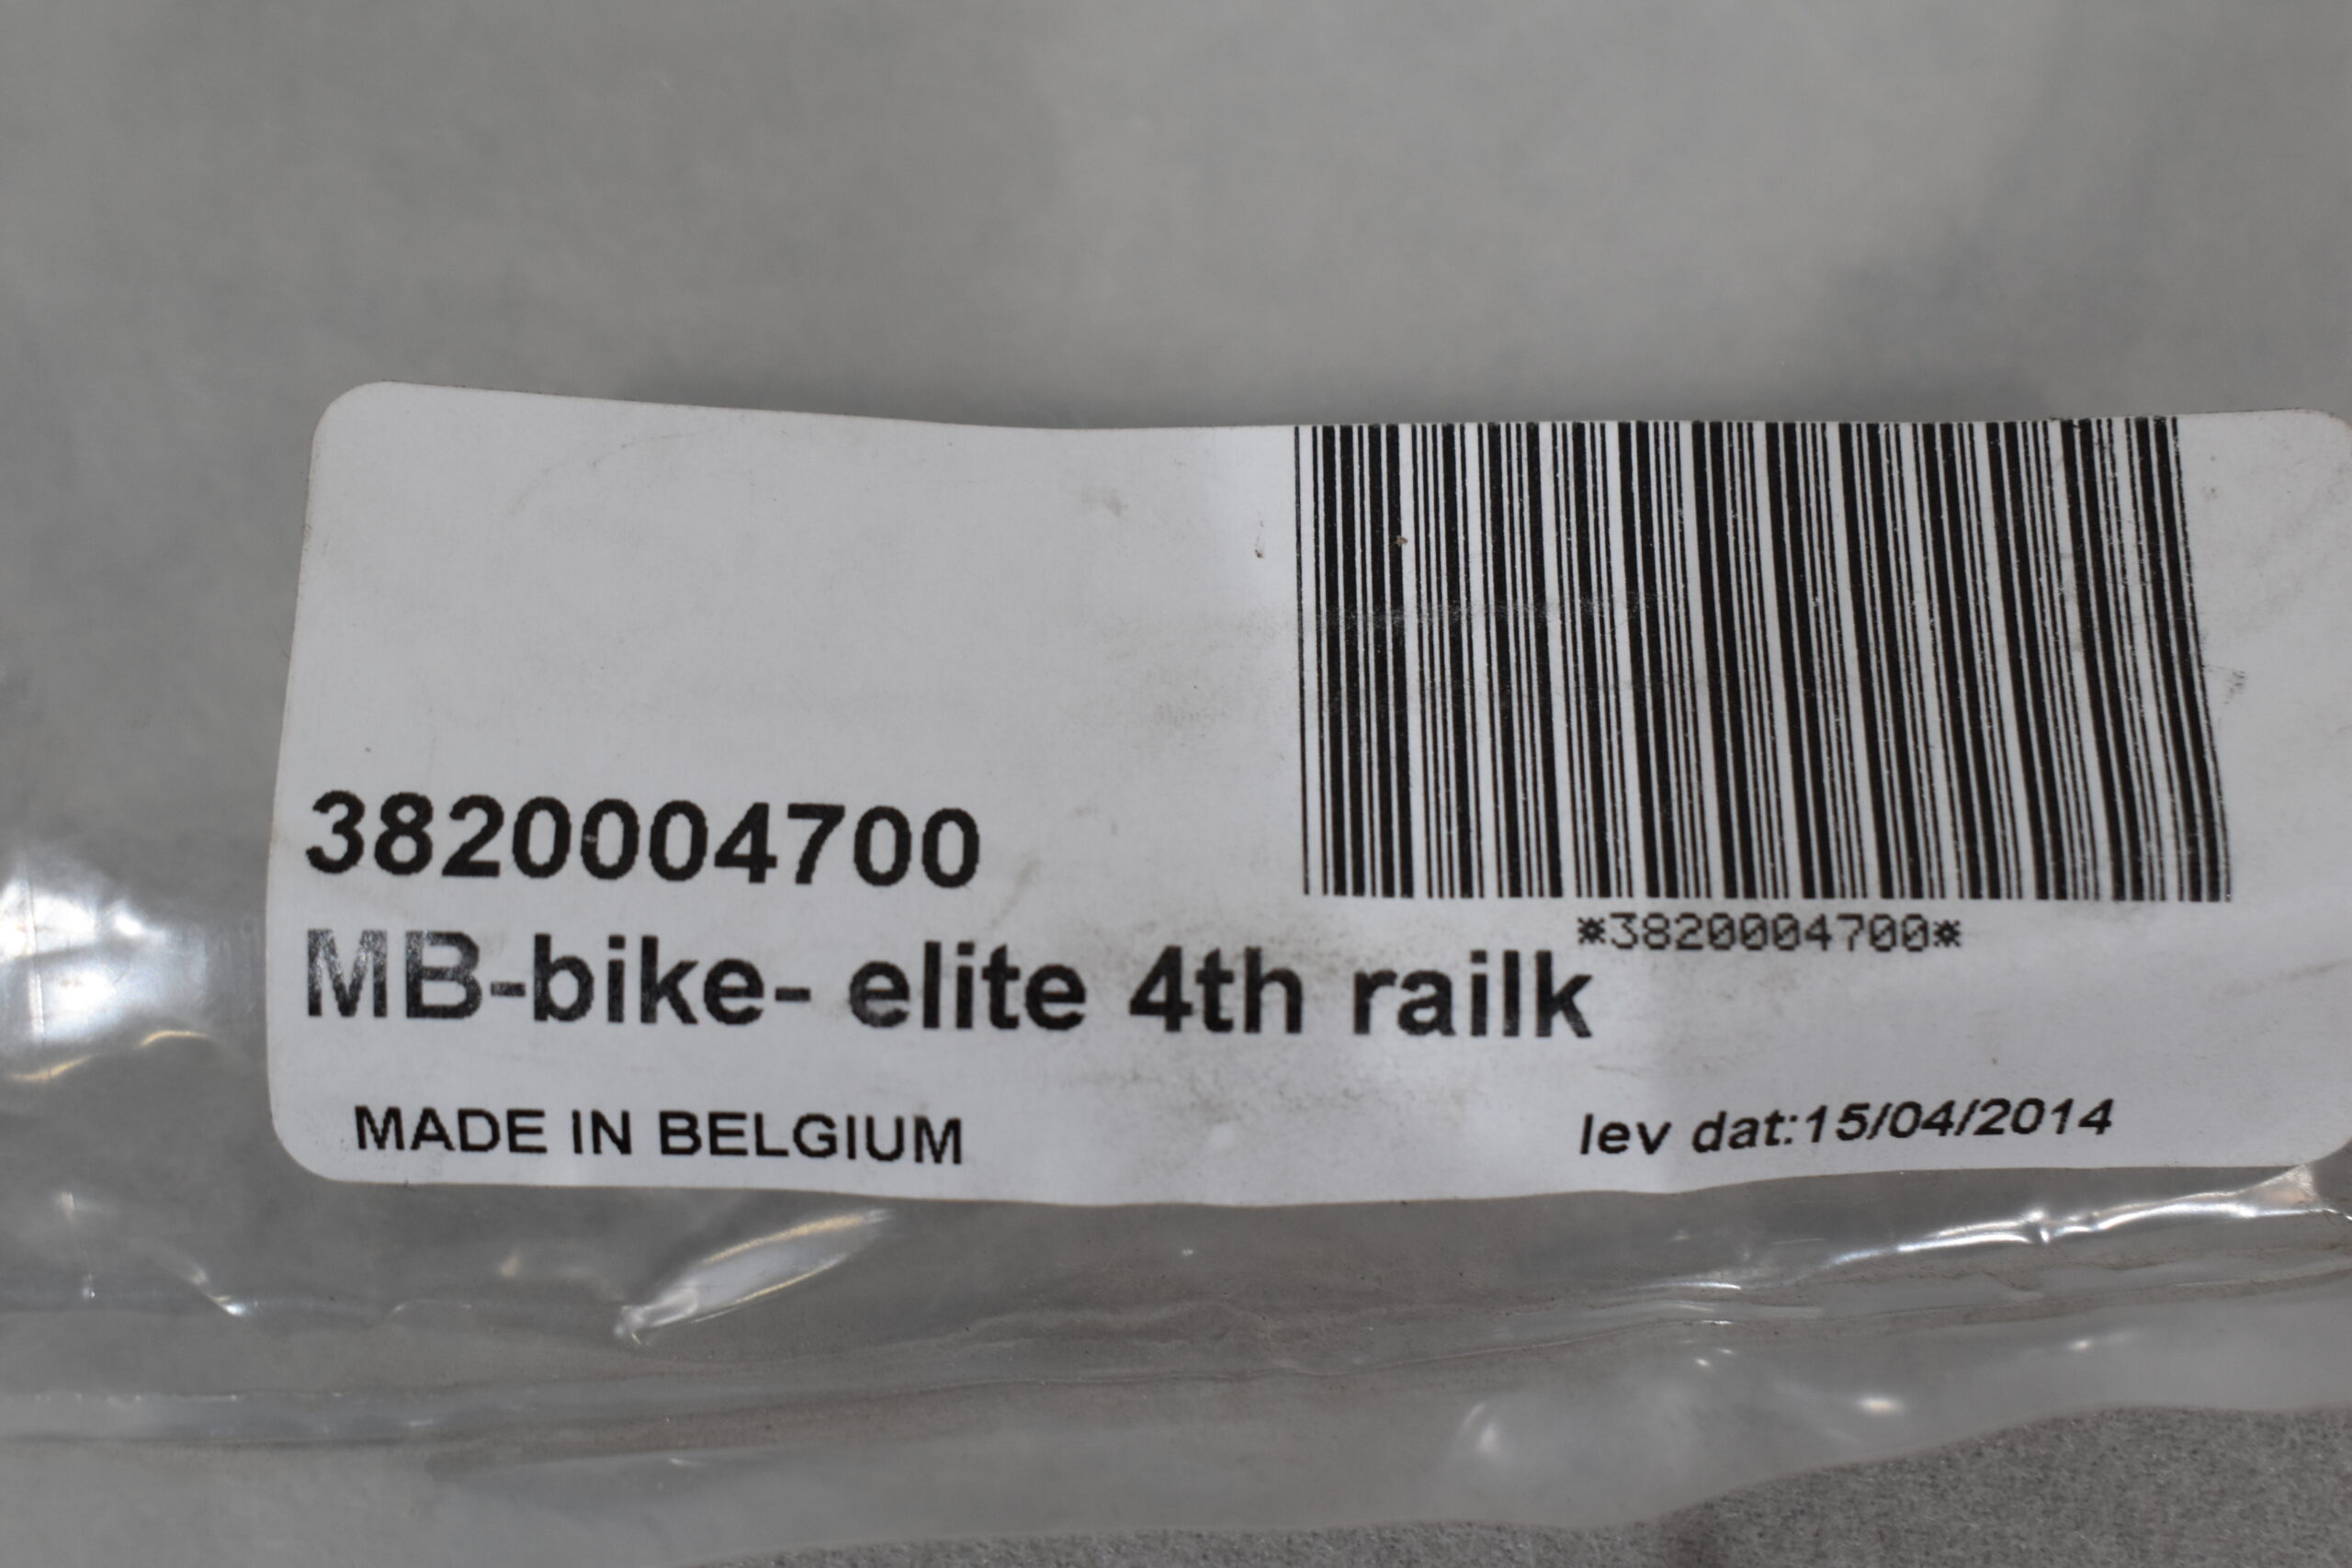 3820004700
*3820004700*
MB-bike- elite 4th railk
MADE IN BELGIUM
lev dat:15/04/2014